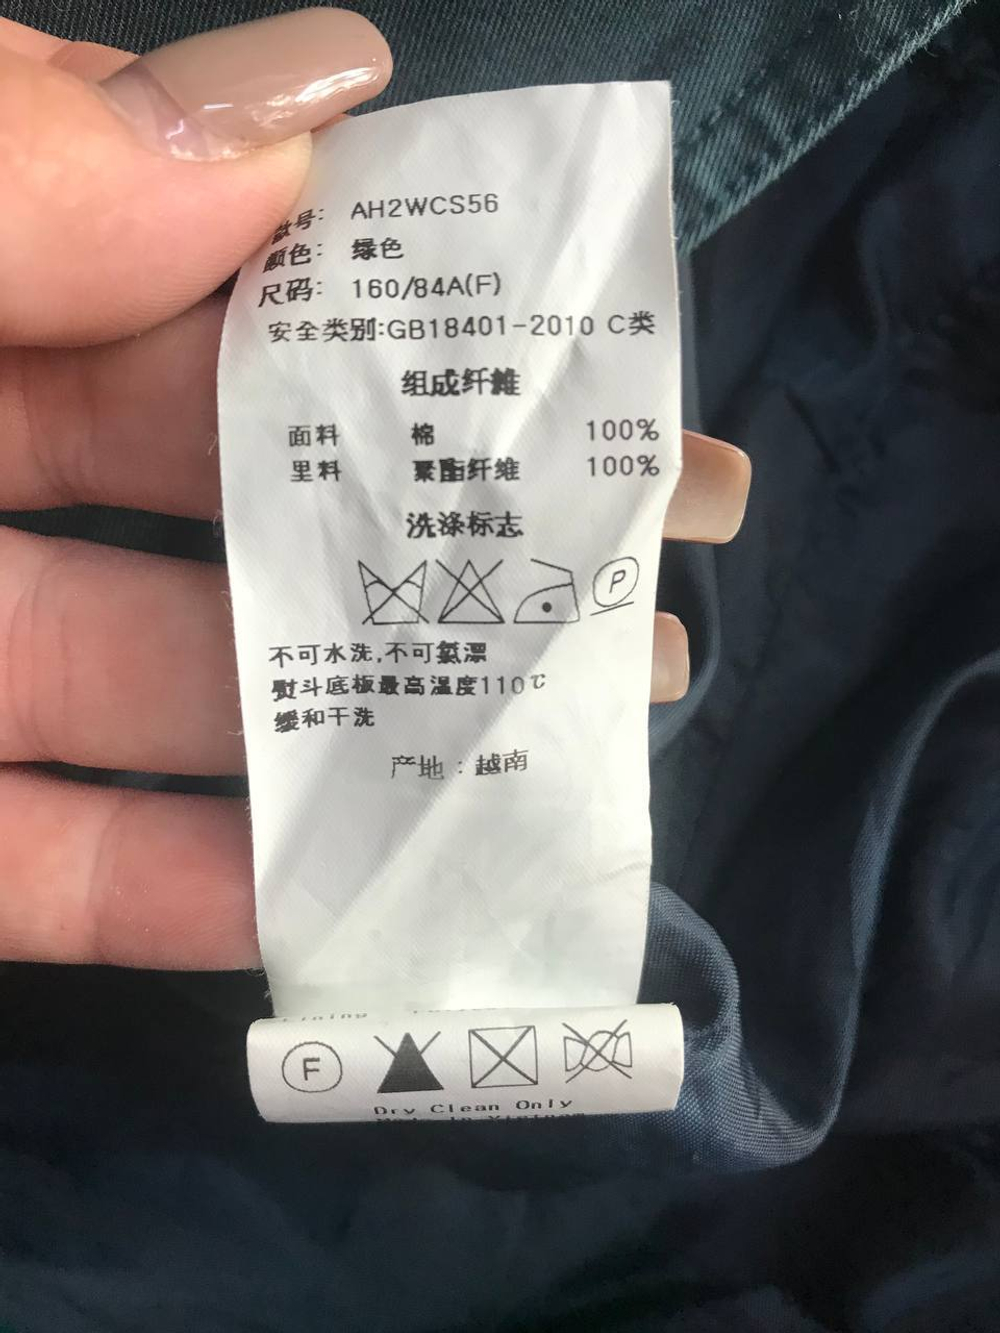 款号: AH2WCS56
颜色: 绿色
尺码: 160/84A(F)
安全类别:GB18401-2010 C类
组成纤维
面料 棉 100%
里料 聚酯纤维 100%
洗涤标志
P
不可水洗,不可氯漂
熨斗底板最高温度110℃
缓和干洗
产地：越南
F
Dry Clean Only